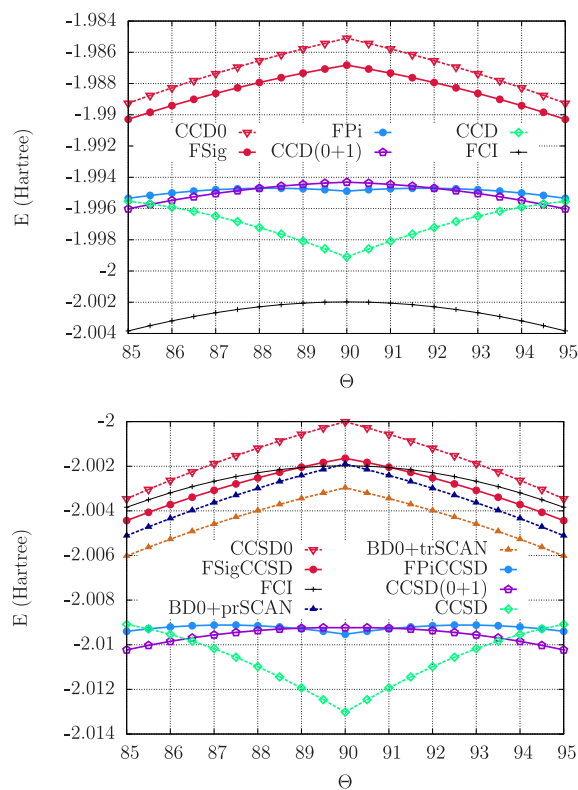 -1.984
-1.986
-1.988
-1.99
-1.992
-1.994
-1.996
-1.998
-2
-2.002
-2.004
E (Hartree)
CCD0 FPi CCD
FSig CCD(0+1) FCI
85 86 87 88 89 90 91 92 93 94 95
Θ
-2
-2.002
-2.004
-2.006
-2.008
-2.01
-2.012
-2.014
E (Hartree)
CCSD0 BD0+trSCAN
FSigCCSD FPiCCSD
FCI CCSD(0+1)
BD0+prSCAN CCSD
85 86 87 88 89 90 91 92 93 94 95
Θ